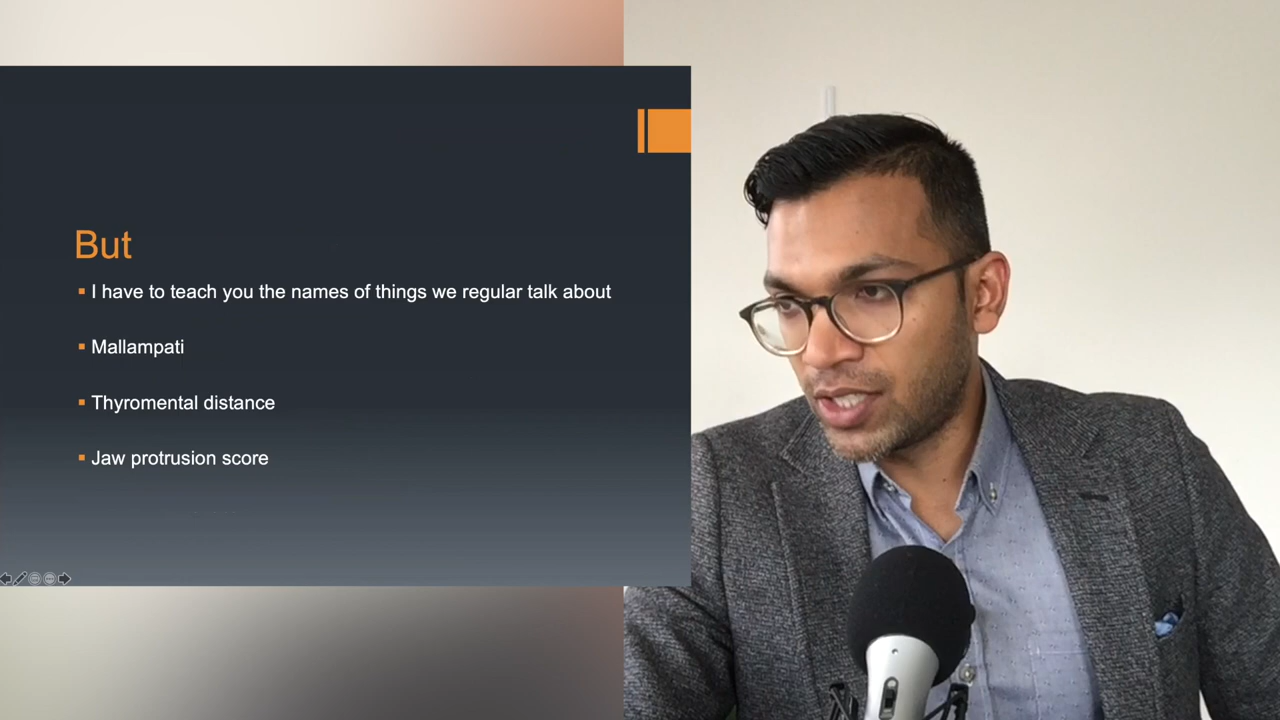 But
I have to teach you the names of things we regular talk about
Mallampati
Thyromental distance
Jaw protrusion score